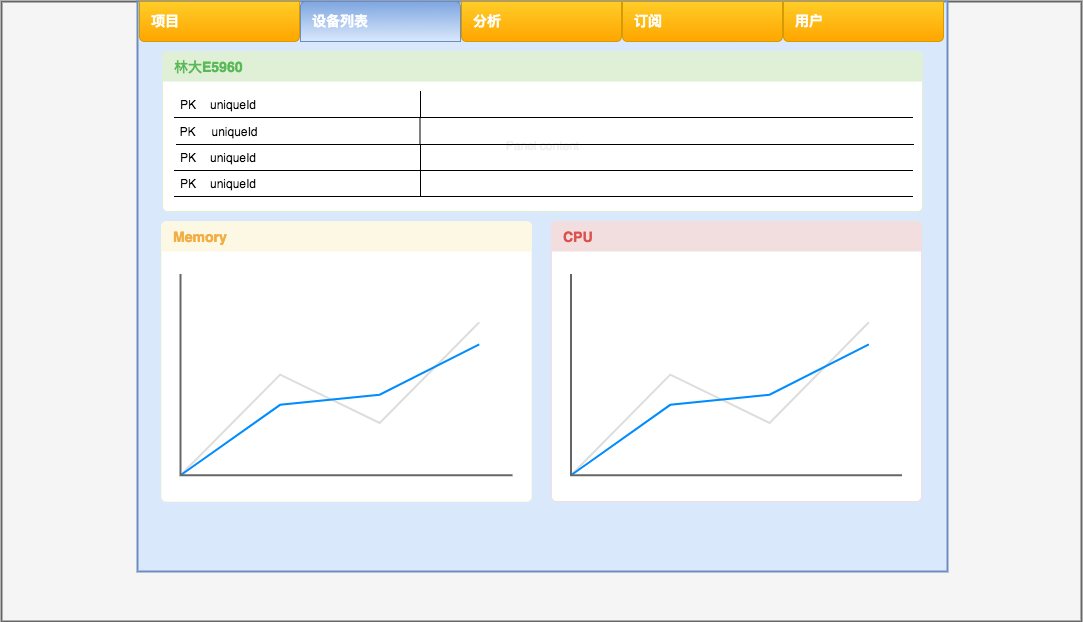 项目 设备列表 分析 订阅 用户
林大E5960
PK uniqueId
PK uniqueId
Panel content
PK uniqueId
PK uniqueId
Memory CPU